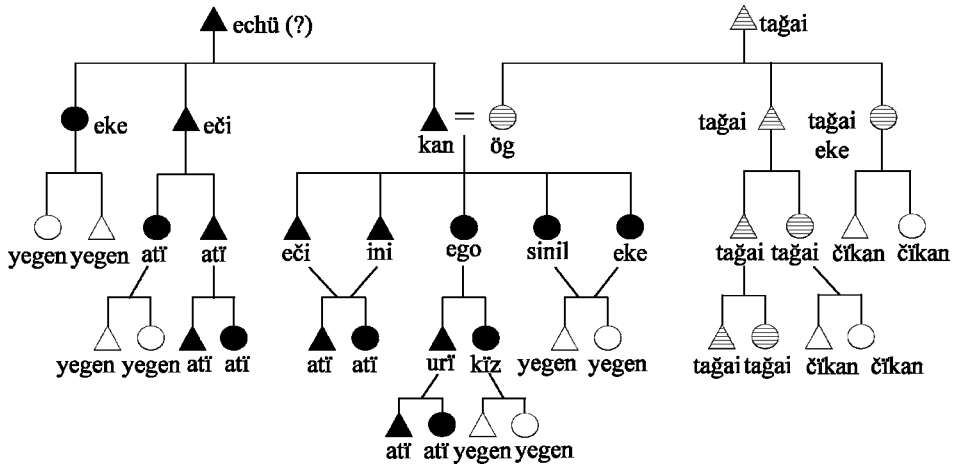 echü (?) tağai
eke eči kan = ög tağai tağai
eke
yegen yegen atï atï eči ini ego sinil eke tağai tağai čïkan čïkan
yegen yegen atï atï atï atï urï kïz yegen yegen tağai tağai čïkan čïkan
atï atï yegen yegen